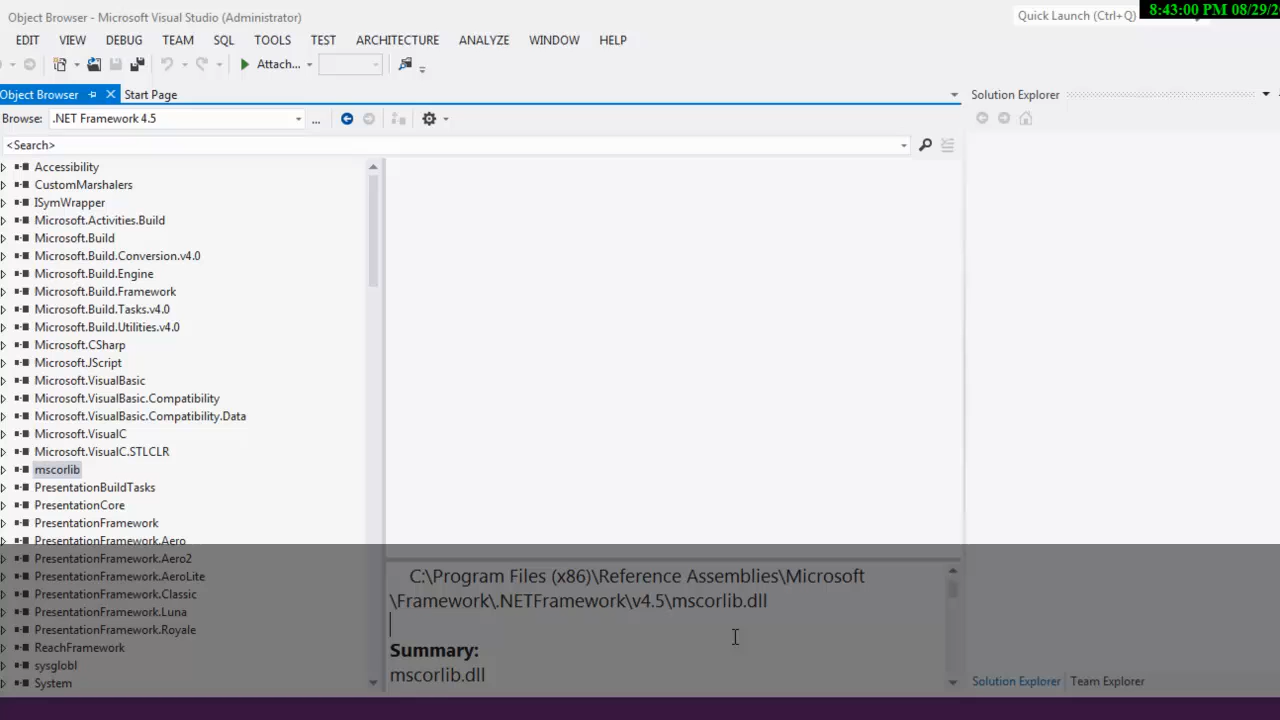 Object Browser - Microsoft Visual Studio (Administrator)
Quick Launch (Ctrl+Q)
8:43:00 PM 08/29/2
EDIT VIEW DEBUG TEAM SQL TOOLS TEST ARCHITECTURE ANALYZE WINDOW HELP
Attach...
Object Browser
Start Page
Solution Explorer
Browse: .NET Framework 4.5
...
<Search>
Accessibility
CustomMarshalers
ISymWrapper
Microsoft.Activities.Build
Microsoft.Build
Microsoft.Build.Conversion.v4.0
Microsoft.Build.Engine
Microsoft.Build.Framework
Microsoft.Build.Tasks.v4.0
Microsoft.Build.Utilities.v4.0
Microsoft.CSharp
Microsoft.JScript
Microsoft.VisualBasic
Microsoft.VisualBasic.Compatibility
Microsoft.VisualBasic.Compatibility.Data
Microsoft.VisualC
Microsoft.VisualC.STLCLR
mscorlib
PresentationBuildTasks
PresentationCore
PresentationFramework
PresentationFramework.Aero
PresentationFramework.Aero2
PresentationFramework.AeroLite
PresentationFramework.Classic
PresentationFramework.Luna
PresentationFramework.Royale
ReachFramework
sysglobl
System
C:\Program Files (x86)\Reference Assemblies\Microsoft
\Framework\.NETFramework\v4.5\mscorlib.dll
Summary:
mscorlib.dll
Solution Explorer Team Explorer